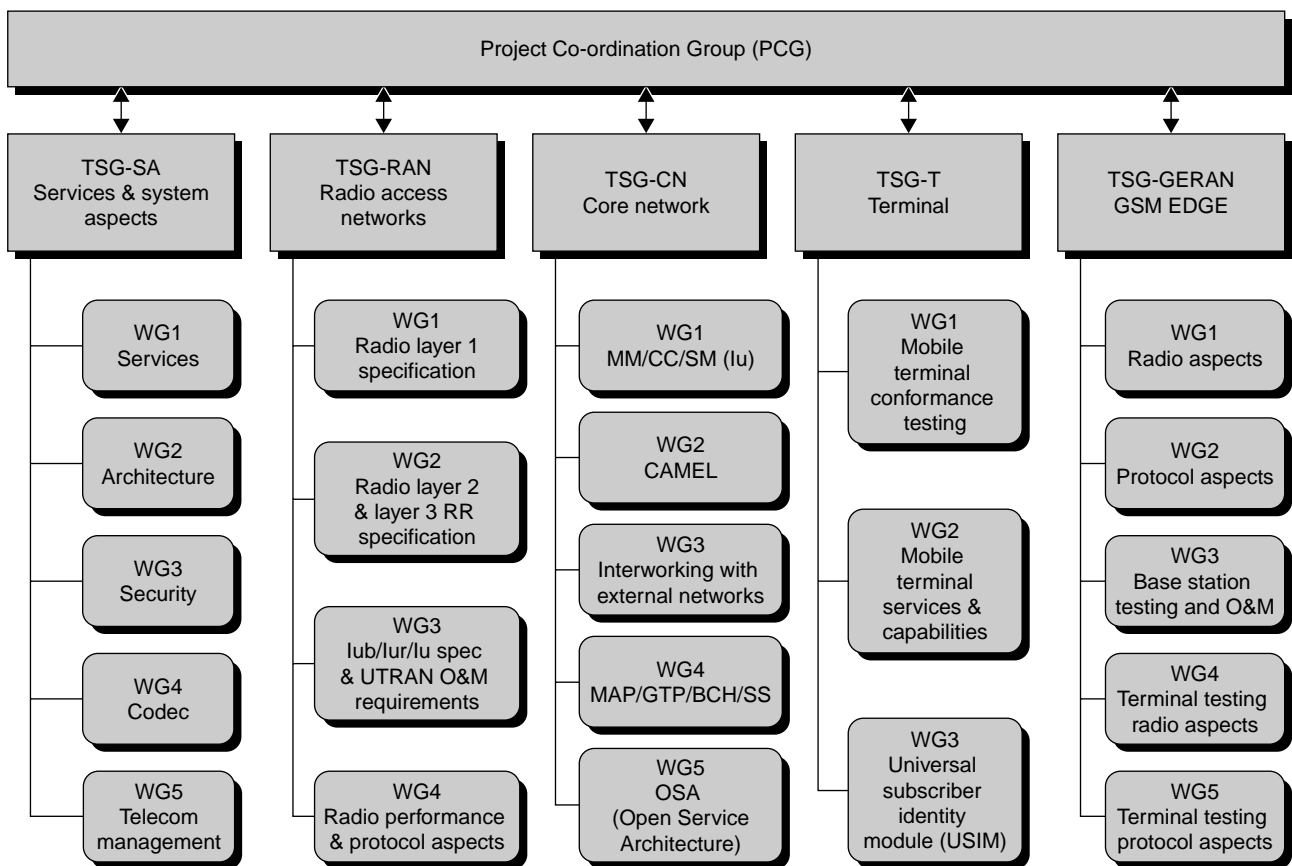 Project Co-ordination Group (PCG)
TSG-SA
Services & system
aspects
TSG-RAN
Radio access
networks
TSG-CN
Core network
TSG-T
Terminal
TSG-GERAN
GSM EDGE
WG1
Services
WG2
Architecture
WG3
Security
WG4
Codec
WG5
Telecom
management
WG1
Radio layer 1
specification
WG2
Radio layer 2
& layer 3 RR
specification
WG3
Iub/Iur/Iu spec
& UTRAN O&M
requirements
WG4
Radio performance
& protocol aspects
WG1
MM/CC/SM (Iu)
WG2
CAMEL
WG3
Interworking with
external networks
WG4
MAP/GTP/BCH/SS
WG5
OSA
(Open Service
Architecture)
WG1
Mobile
terminal
conformance
testing
WG2
Mobile
terminal
services &
capabilities
WG3
Universal
subscriber
identity
module (USIM)
WG1
Radio aspects
WG2
Protocol aspects
WG3
Base station
testing and O&M
WG4
Terminal testing
radio aspects
WG5
Terminal testing
protocol aspects